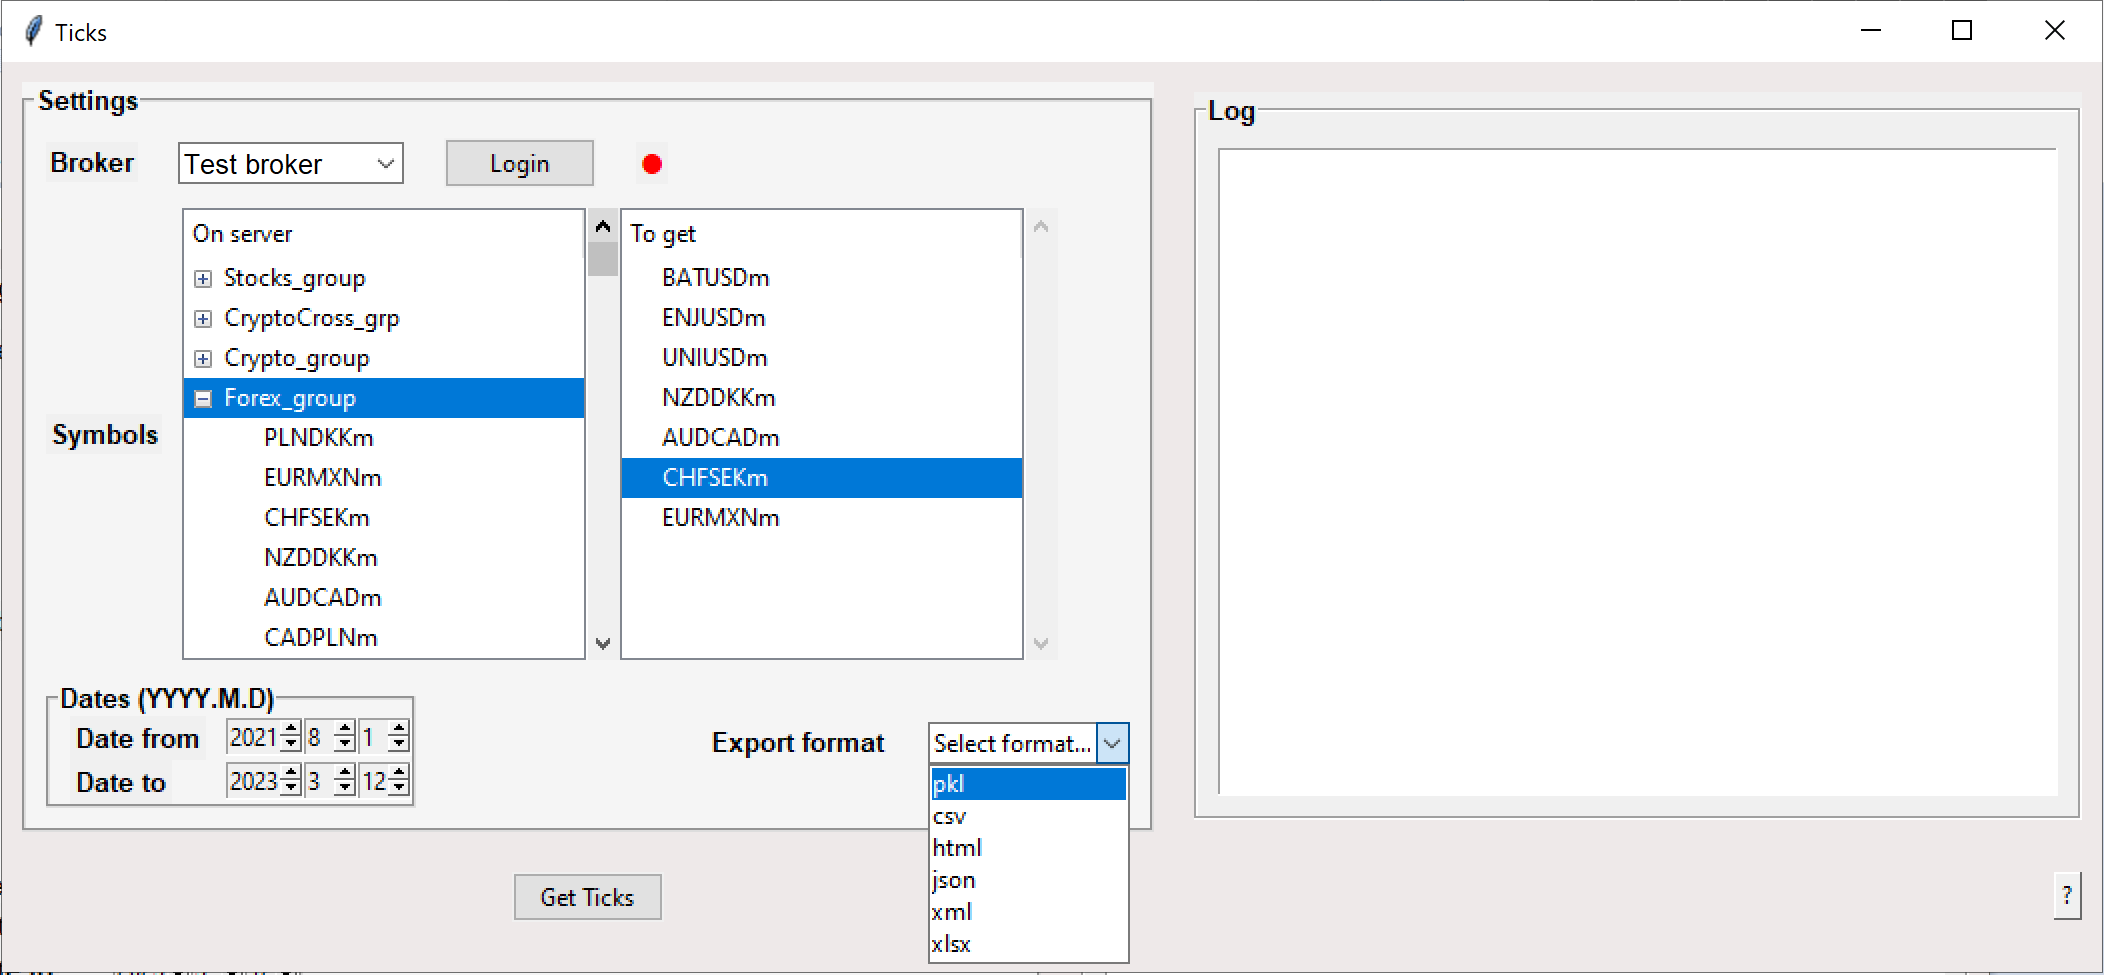 Ticks
Settings
Broker
Test broker
Login
On server
Stocks_group
CryptoCross_grp
Crypto_group
Forex_group
PLNDKKm
EURMXNm
CHFSEKm
NZDDKKm
AUDCADm
CADPLNm
Symbols
To get
BATUSDm
ENJUSDm
UNIUSDm
NZDDKKm
AUDCADm
CHFSEKm
EURMXNm
Dates (YYYY.M.D)
Date from 2021 8 1
Date to 2023 3 12
Export format
Select format...
pkl
csv
html
json
xml
xlsx
Get Ticks
Log
?